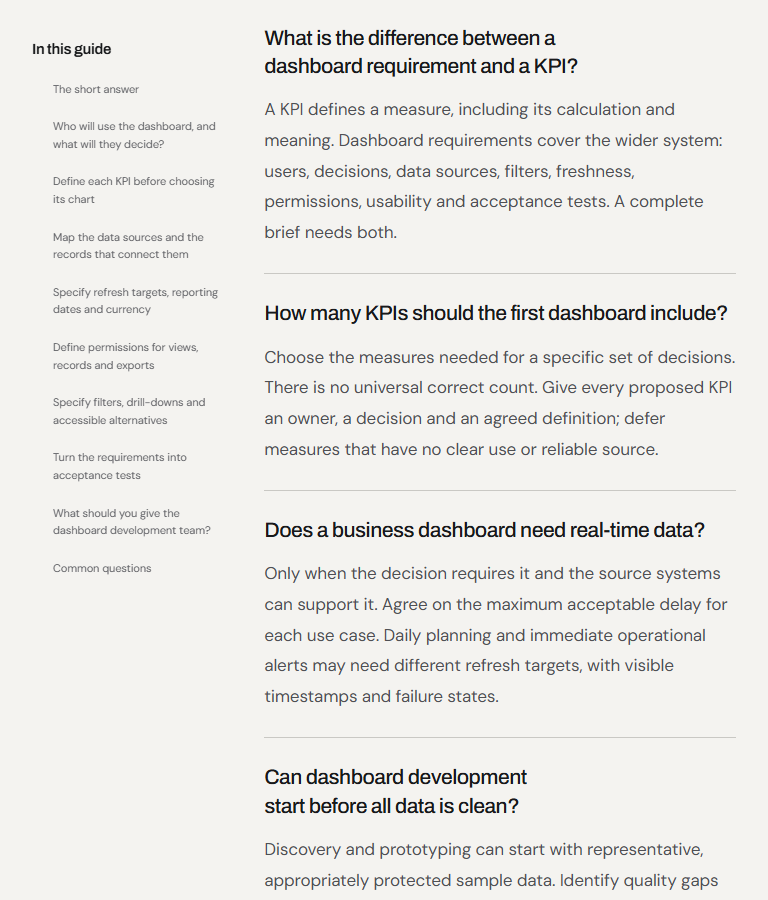 In this guide
The short answer
Who will use the dashboard, and
what will they decide?
Define each KPI before choosing
its chart
Map the data sources and the
records that connect them
Specify refresh targets, reporting
dates and currency
Define permissions for views,
records and exports
Specify filters, drill-downs and
accessible alternatives
Turn the requirements into
acceptance tests
What should you give the
dashboard development team?
Common questions
What is the difference between a
dashboard requirement and a KPI?
A KPI defines a measure, including its calculation and
meaning. Dashboard requirements cover the wider system:
users, decisions, data sources, filters, freshness,
permissions, usability and acceptance tests. A complete
brief needs both.
How many KPIs should the first dashboard include?
Choose the measures needed for a specific set of decisions.
There is no universal correct count. Give every proposed KPI
an owner, a decision and an agreed definition; defer
measures that have no clear use or reliable source.
Does a business dashboard need real-time data?
Only when the decision requires it and the source systems
can support it. Agree on the maximum acceptable delay for
each use case. Daily planning and immediate operational
alerts may need different refresh targets, with visible
timestamps and failure states.
Can dashboard development
start before all data is clean?
Discovery and prototyping can start with representative,
appropriately protected sample data. Identify quality gaps